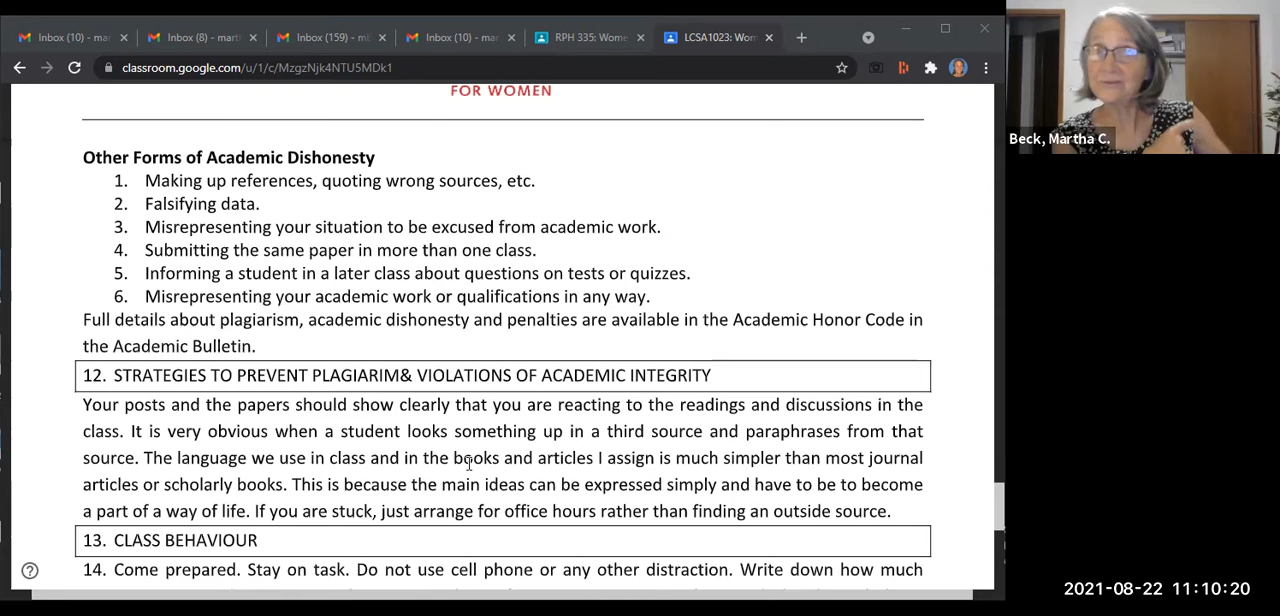 Inbox (10) - mar
Inbox (8) - mart
Inbox (159) - mb
Inbox (10) - mar
RPH 335: Wome
LCSA1023: Wom
classroom.google.com/u/1/c/MzgzNjk4NTU5MDk1
Beck, Martha C.
FOR WOMEN
Other Forms of Academic Dishonesty
1. Making up references, quoting wrong sources, etc.
2. Falsifying data.
3. Misrepresenting your situation to be excused from academic work.
4. Submitting the same paper in more than one class.
5. Informing a student in a later class about questions on tests or quizzes.
6. Misrepresenting your academic work or qualifications in any way.
Full details about plagiarism, academic dishonesty and penalties are available in the Academic Honor Code in
the Academic Bulletin.
12. STRATEGIES TO PREVENT PLAGIARIM& VIOLATIONS OF ACADEMIC INTEGRITY
Your posts and the papers should show clearly that you are reacting to the readings and discussions in the
class. It is very obvious when a student looks something up in a third source and paraphrases from that
source. The language we use in class and in the books and articles I assign is much simpler than most journal
articles or scholarly books. This is because the main ideas can be expressed simply and have to be to become
a part of a way of life. If you are stuck, just arrange for office hours rather than finding an outside source.
13. CLASS BEHAVIOUR
14. Come prepared. Stay on task. Do not use cell phone or any other distraction. Write down how much
2021-08-22 11:10:20